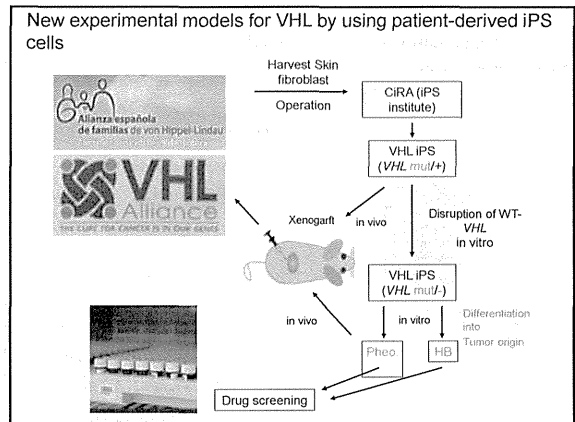 New experimental models for VHL by using patient-derived iPS
cells
Harvest Skin
fibroblast
Operation
CiRA (iPS
institute)
Alianza española
de familias de von Hippel-Lindau
VHL iPS
(VHL mut/+)
VHL
Alliance
THE CURE FOR CANCER IS IN OUR GENES
Xenogarft
in vivo
Disruption of WT-
VHL
in vitro
VHL iPS
(VHL mut/-)
in vivo
in vitro
Differentiation
into
Tumor origin
Pheo.
HB
Drug screening